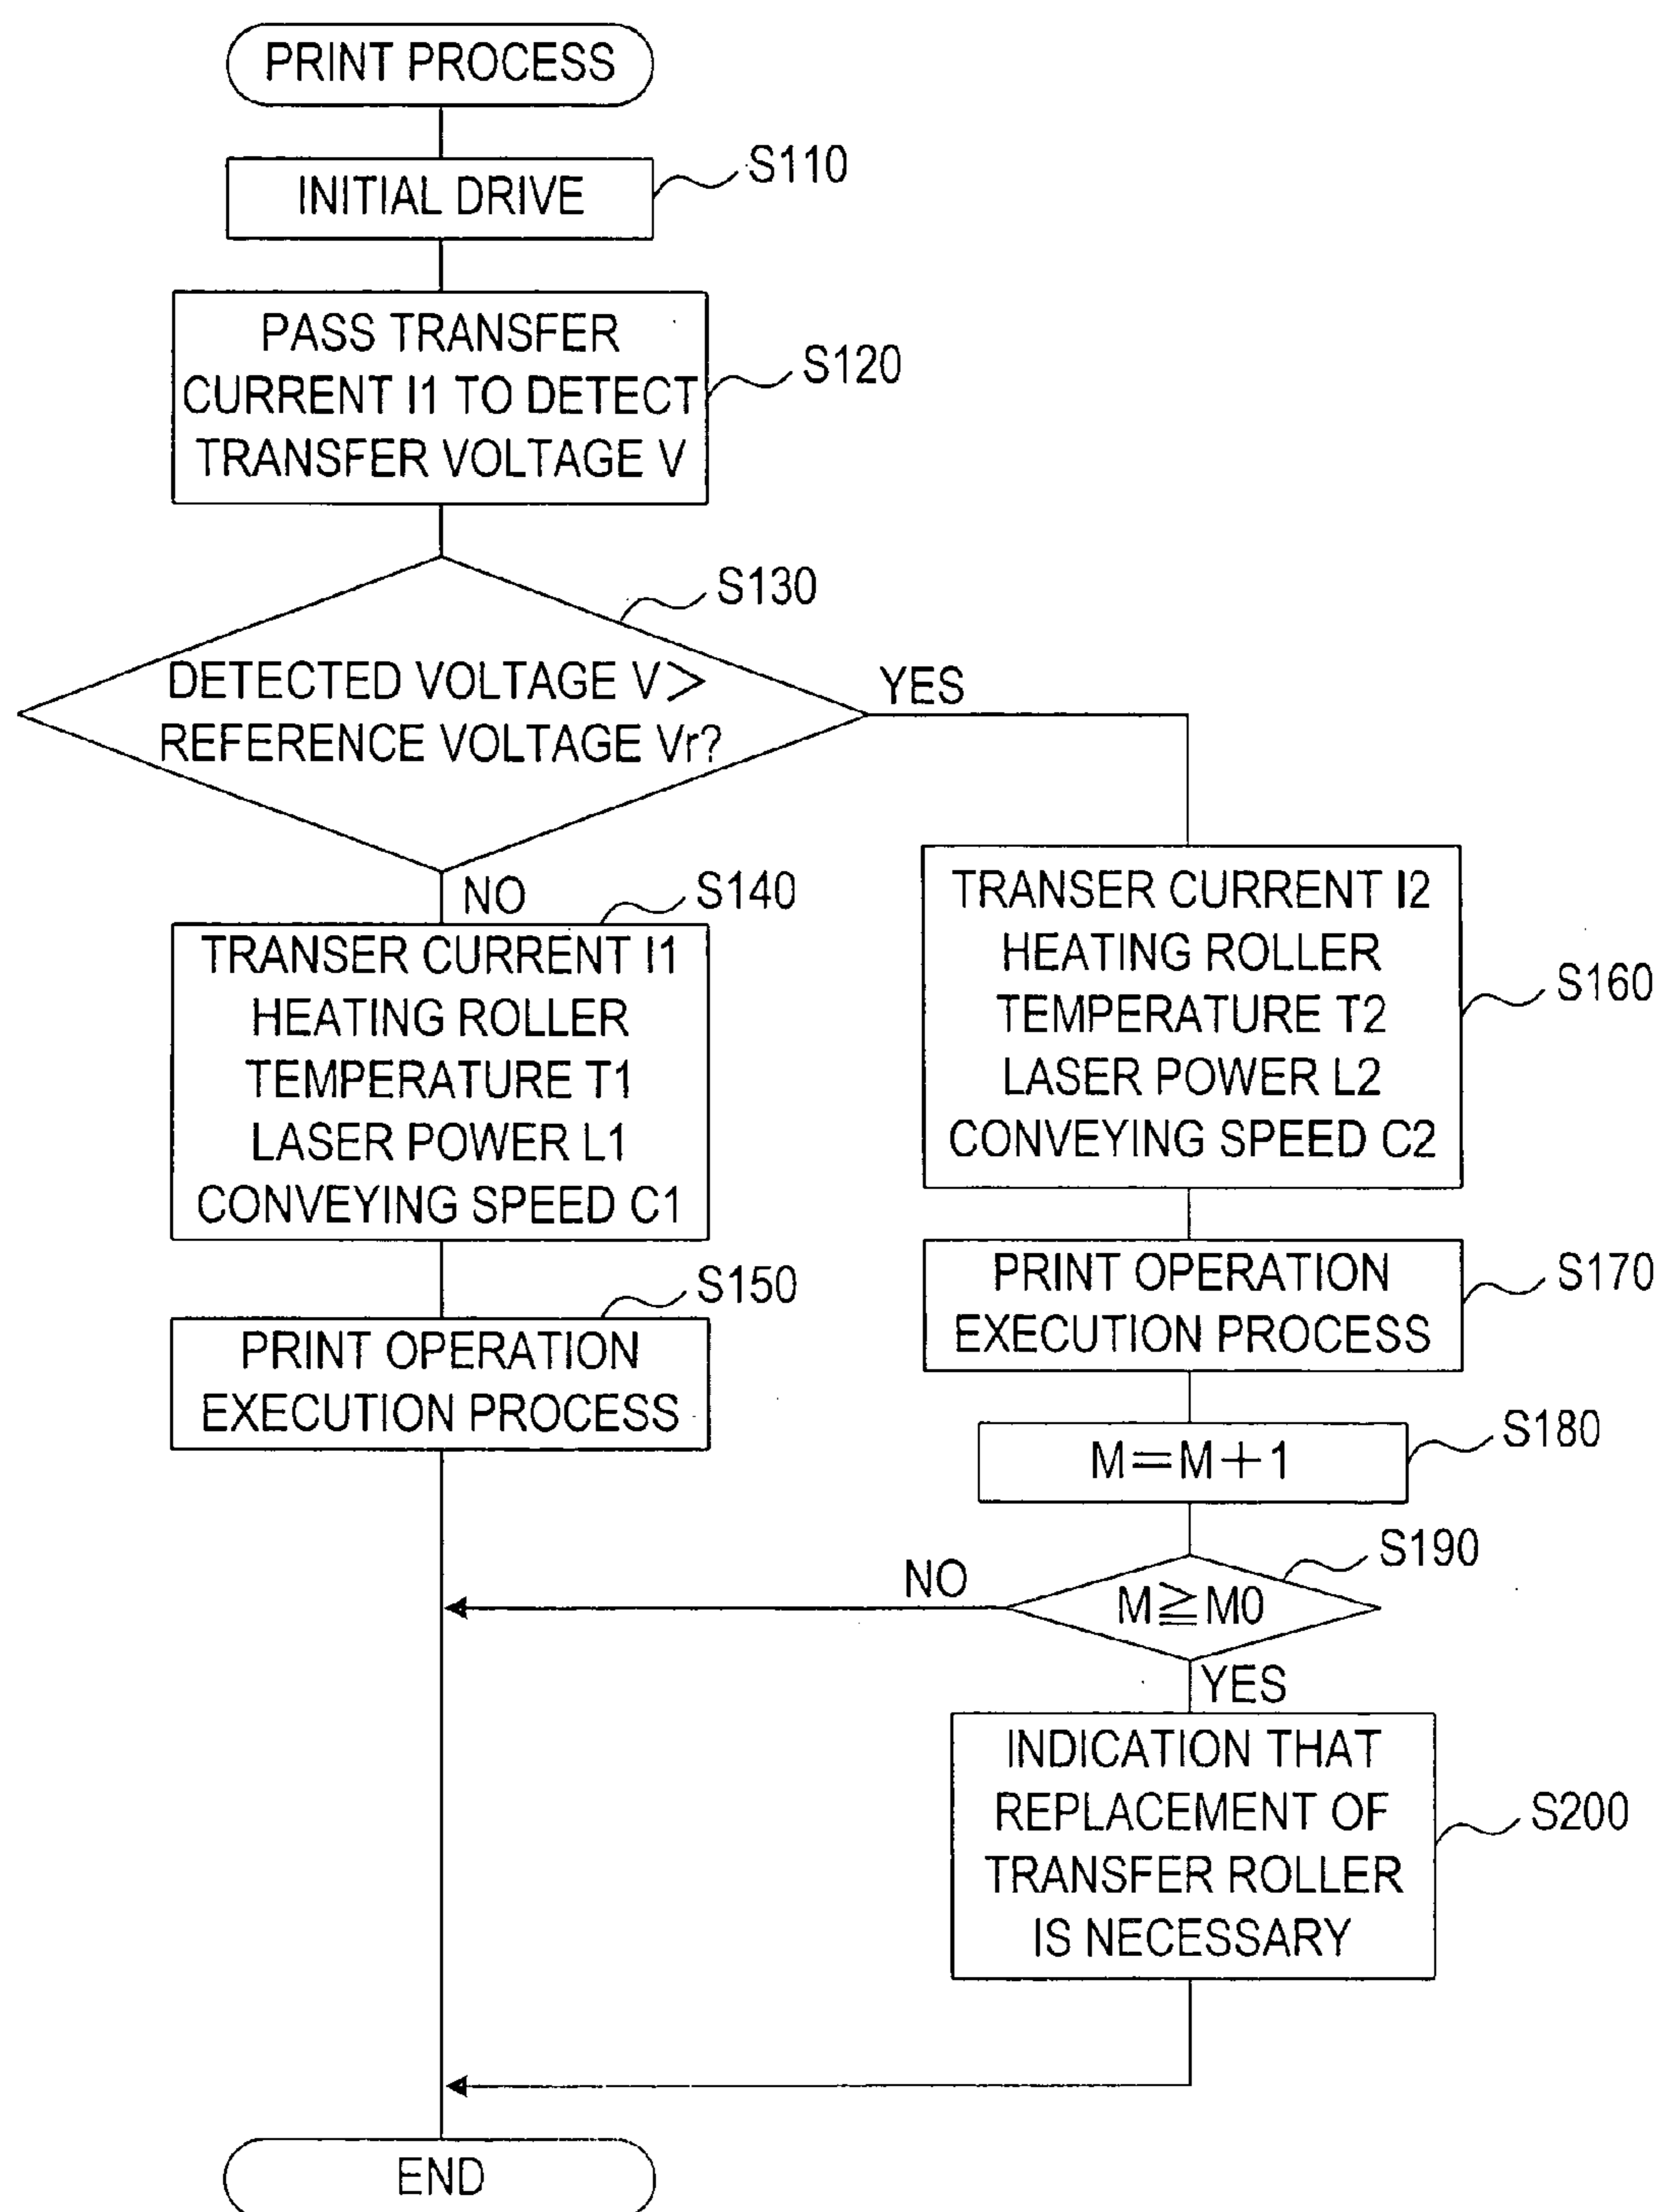 PRINT PROCESS
INITIAL DRIVE
S110
PASS TRANSFER
CURRENT I1 TO DETECT
TRANSFER VOLTAGE V
S120
DETECTED VOLTAGE V>
REFERENCE VOLTAGE Vr?
S130
YES
NO
TRANSER CURRENT I1
HEATING ROLLER
TEMPERATURE T1
LASER POWER L1
CONVEYING SPEED C1
S140
PRINT OPERATION
EXECUTION PROCESS
S150
TRANSER CURRENT I2
HEATING ROLLER
TEMPERATURE T2
LASER POWER L2
CONVEYING SPEED C2
S160
PRINT OPERATION
EXECUTION PROCESS
S170
M=M+1
S180
M≧M0
S190
NO
YES
INDICATION THAT
REPLACEMENT OF
TRANSFER ROLLER
IS NECESSARY
S200
END